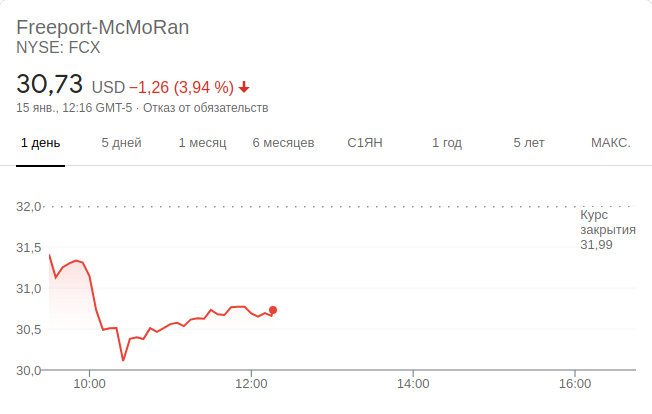 Freeport-McMoRan
NYSE: FCX
30,73 USD −1,26 (3,94 %)
15 янв., 12:16 GMT-5 · Отказ от обязательств
1 день 5 дней 1 месяц 6 месяцев С1ЯН 1 год 5 лет МАКС.
32,0
Курс
закрытия
31,99
31,5
31,0
30,5
30,0
10:00 12:00 14:00 16:00